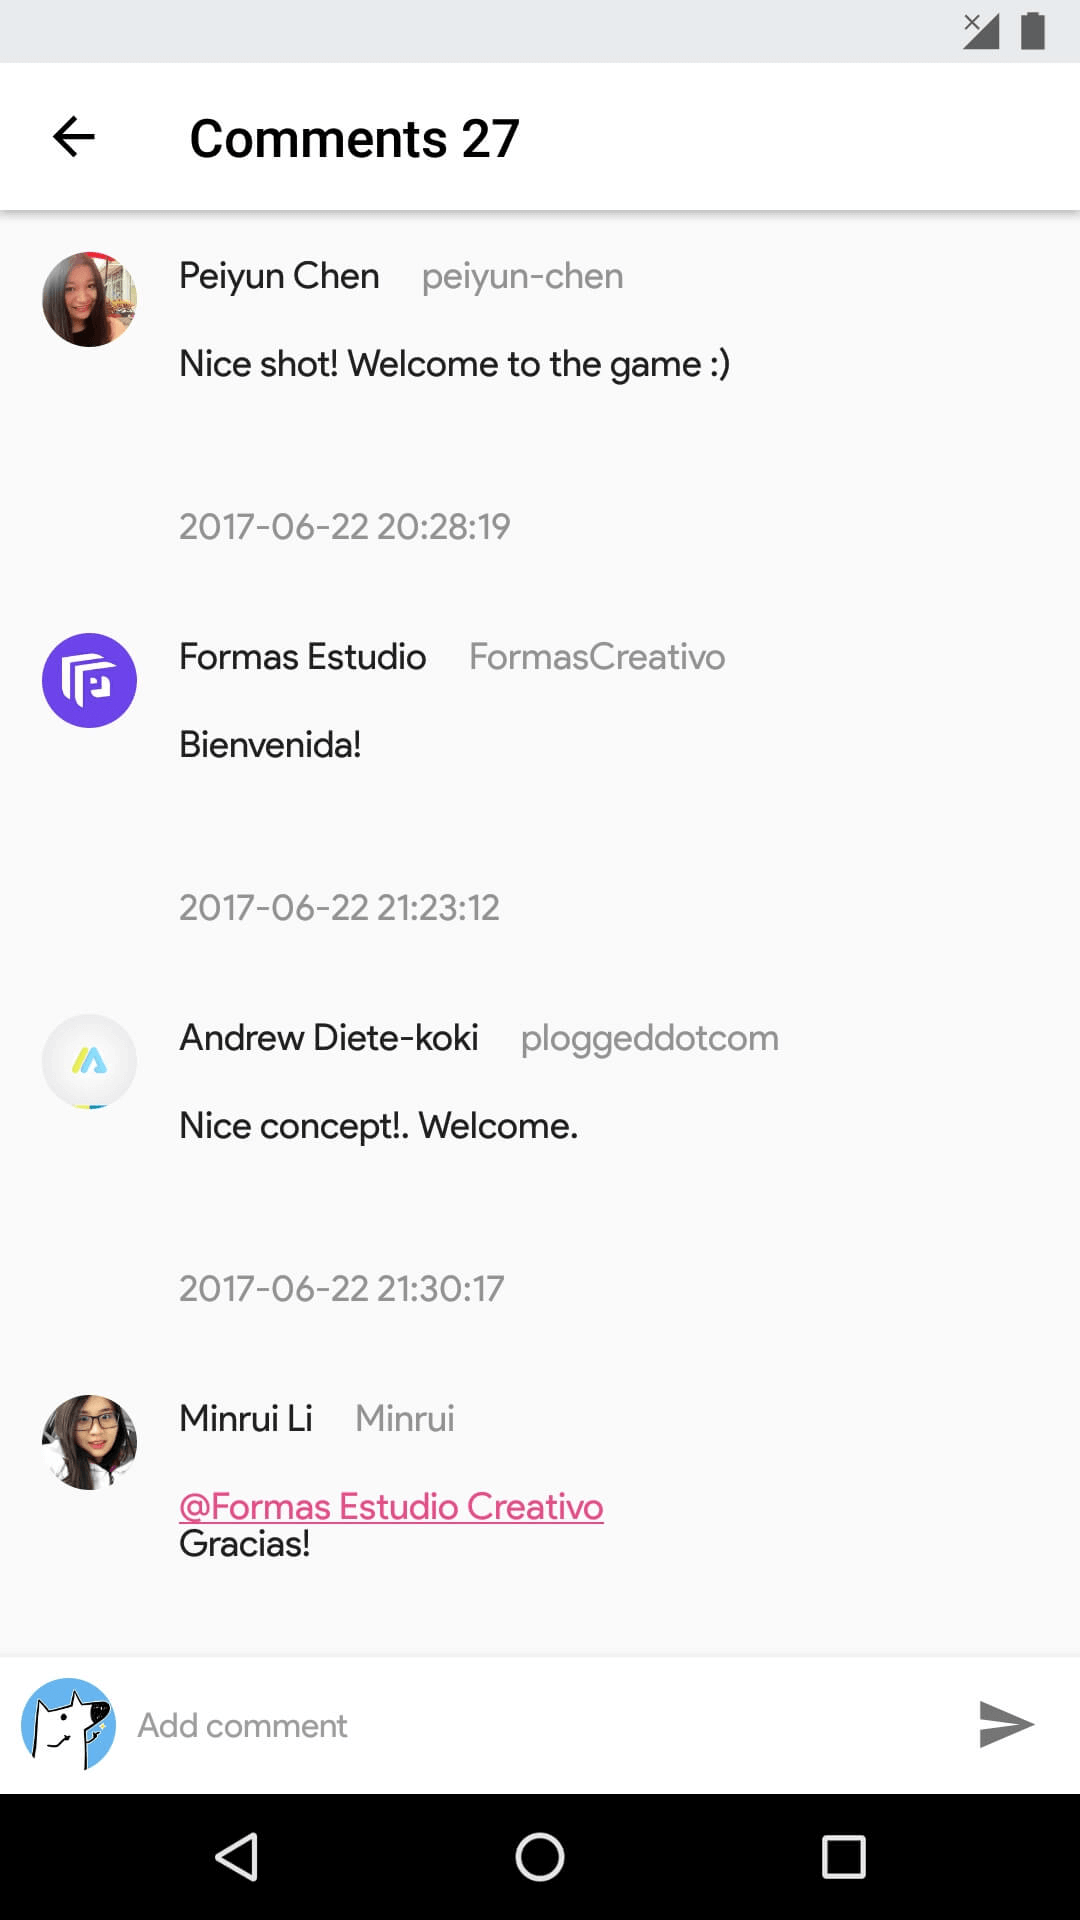 Comments 27
Peiyun Chen peiyun-chen
Nice shot! Welcome to the game :)
2017-06-22 20:28:19
Formas Estudio FormasCreativo
Bienvenida!
2017-06-22 21:23:12
Andrew Diete-koki ploggeddotcom
Nice concept!. Welcome.
2017-06-22 21:30:17
Minrui Li Minrui
@Formas Estudio Creativo
Gracias!
Add comment